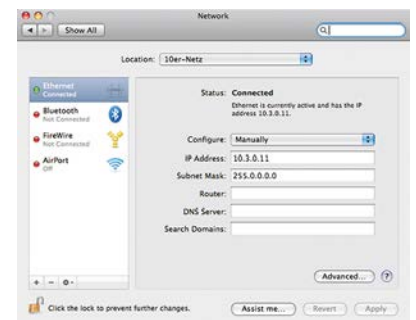 Network
Show All
Location: 10er-Netz
Ethernet
Connected
Bluetooth
Not Connected
FireWire
Not Connected
AirPort
Off
Status: Connected
Ethernet is currently active and has the IP
address 10.3.0.11.
Configure: Manually
IP Address: 10.3.0.11
Subnet Mask: 255.0.0.0
Router:
DNS Server:
Search Domains:
Advanced... ?
Click the lock to prevent further changes.
Assist me... Revert Apply